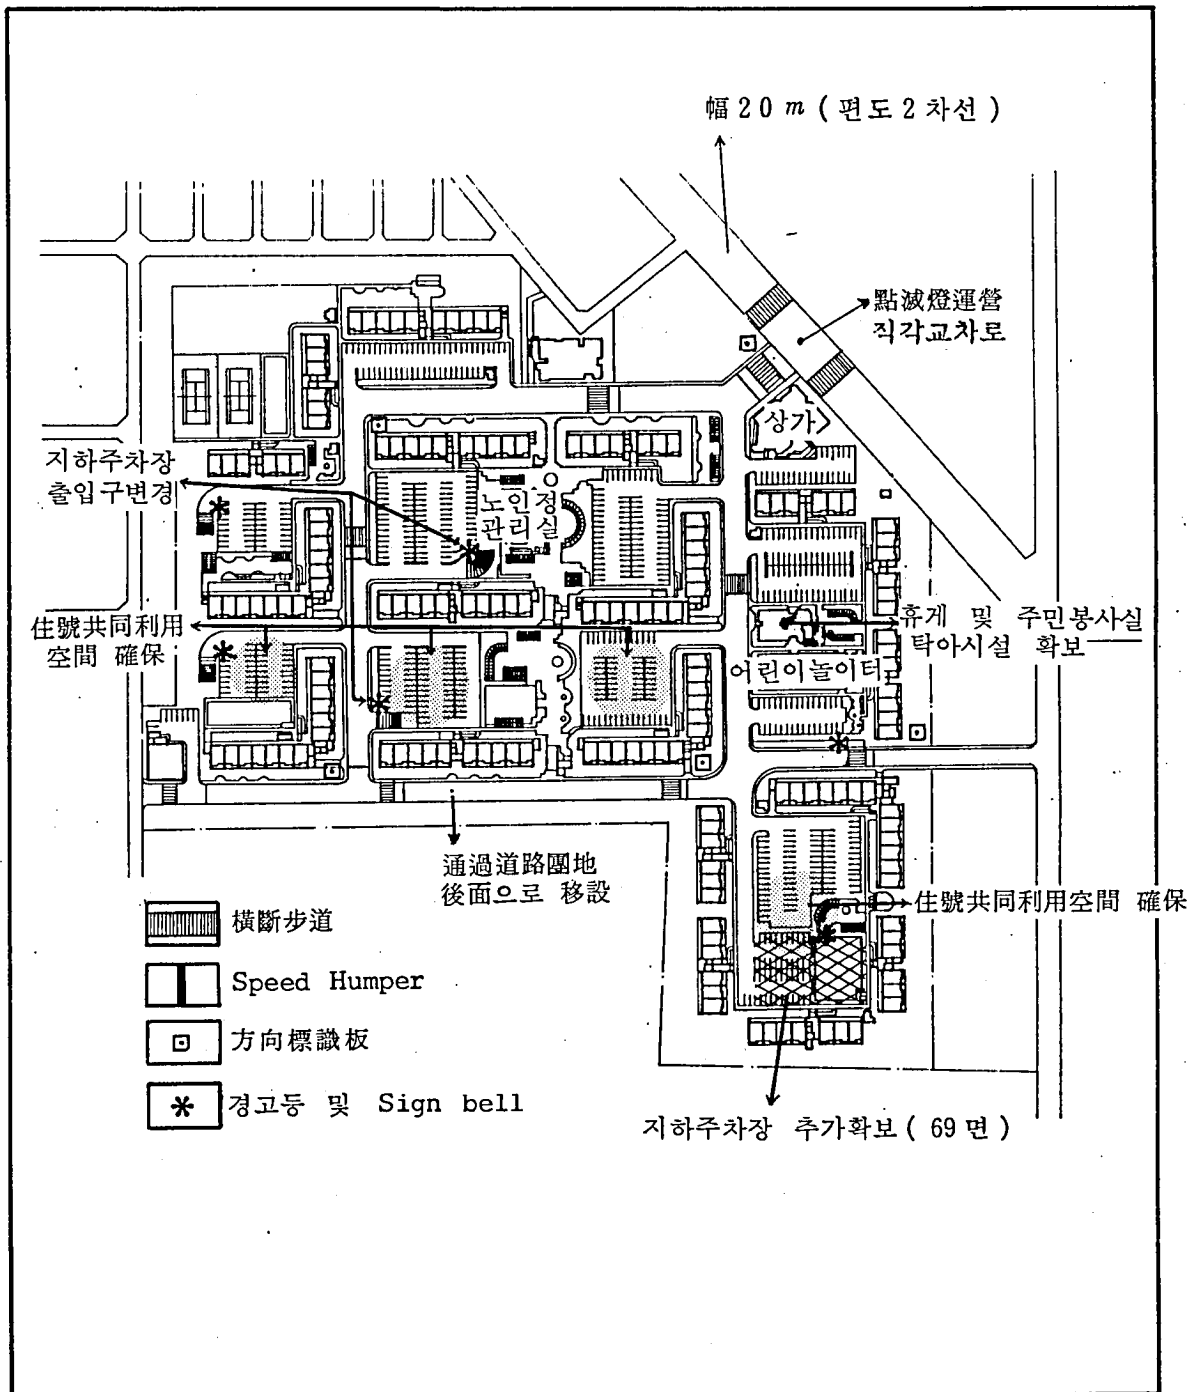 幅 20 m ( 편도 2 차선 )
點滅燈運營
직각교차로
상가
지하주차장
출입구변경
노인정
관리실
住號共同利用
空間 確保
휴게 및 주민봉사실
탁아시설 확보
어린이놀이터
通過道路團地
後面으로 移設
住號共同利用空間 確保
橫斷步道
Speed Humper
方向標識板
경고등 및 Sign bell
지하주차장 추가확보 ( 69 면 )